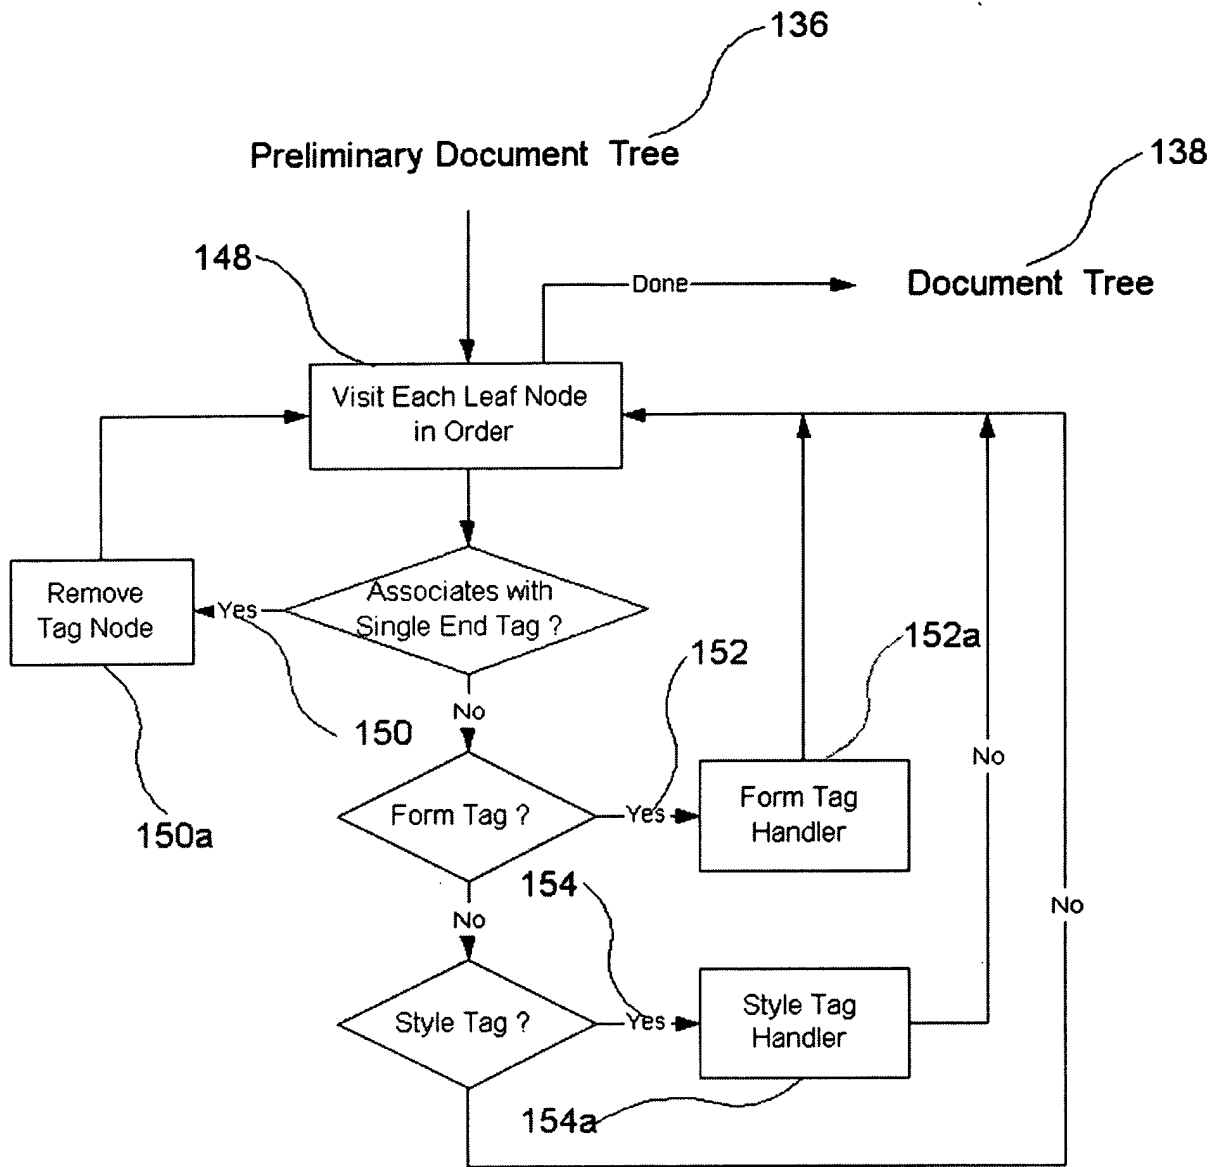 136
Preliminary Document Tree
138
148
Done
Document Tree
Visit Each Leaf Node
in Order
Remove
Tag Node
Yes
Associates with
Single End Tag ?
152
152a
No
150
No
150a
Form Tag ?
Yes
Form Tag
Handler
154
No
No
Style Tag ?
Yes
Style Tag
Handler
154a